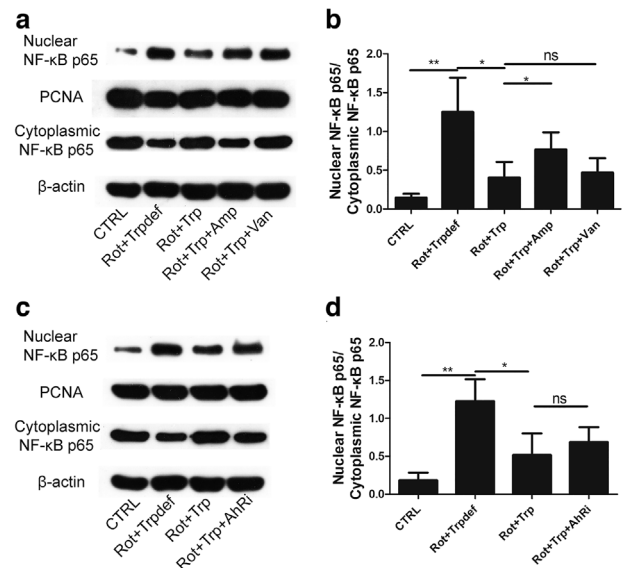 a
Nuclear
NF-κB p65
PCNA
Cytoplasmic
NF-κB p65
β-actin
CTRL
Rot+Trpdef
Rot+Trp
Rot+Trp+Amp
Rot+Trp+Van
b
Nuclear NF-κB p65/
Cytoplasmic NF-κB p65
2.0
1.5
1.0
0.5
0.0
**
*
ns
*
CTRL
Rot+Trpdef
Rot+Trp
Rot+Trp+Amp
Rot+Trp+Van
c
Nuclear
NF-κB p65
PCNA
Cytoplasmic
NF-κB p65
β-actin
CTRL
Rot+Trpdef
Rot+Trp
Rot+Trp+AhRi
d
Nuclear NF-κB p65/
Cytoplasmic NF-κB p65
2.0
1.5
1.0
0.5
0.0
**
*
ns
CTRL
Rot+Trpdef
Rot+Trp
Rot+Trp+AhRi